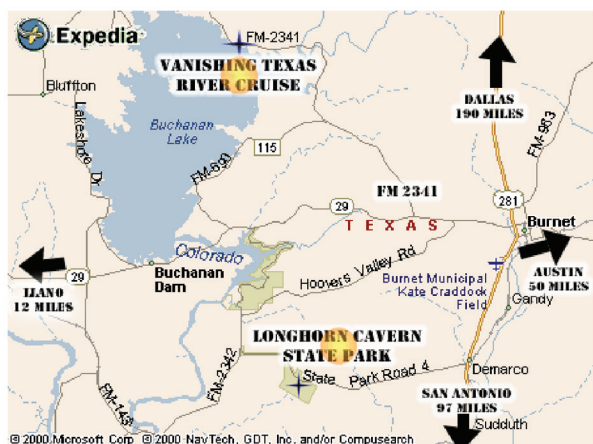 Expedia
FM-2341
VANISHING TEXAS
RIVER CRUISE
Bluffton
DALLAS
190 MILES
Lakeshore Dr
Buchanan
Lake
115
FM-963
FM-690
FM 2341
29
281
TEXAS
Burnet
Colorado
Hoovers Valley Rd
29
Buchanan
Dam
Burnet Municipal
Kate Craddock
Field
AUSTIN
50 MILES
LLANO
12 MILES
Gandy
LONGHORN CAVERN
STATE PARK
FM-2342
State Park Road 4
Demarco
SAN ANTONIO
97 MILES
FM-143
Sudduth
© 2000 Microsoft Corp © 2000 NavTech, GDT, Inc. and/or Compusearch